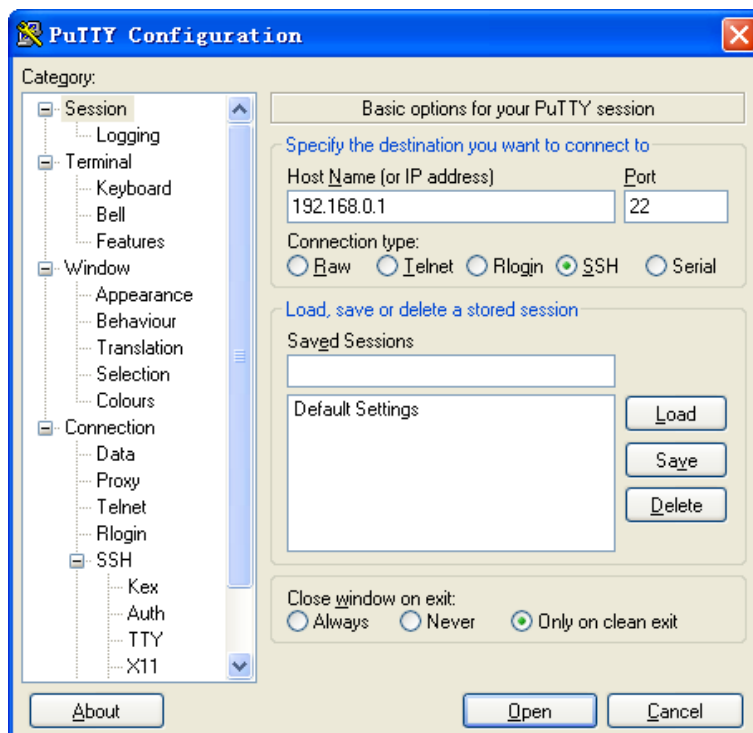 PuTTY Configuration
Category:
Session
Logging
Terminal
Keyboard
Bell
Features
Window
Appearance
Behaviour
Translation
Selection
Colours
Connection
Data
Proxy
Telnet
Rlogin
SSH
Kex
Auth
TTY
X11
Basic options for your PuTTY session
Specify the destination you want to connect to
Host Name (or IP address) Port
192.168.0.1 22
Connection type:
Raw Telnet Rlogin SSH Serial
Load, save or delete a stored session
Saved Sessions
Default Settings
Load
Save
Delete
Close window on exit:
Always Never Only on clean exit
About Open Cancel